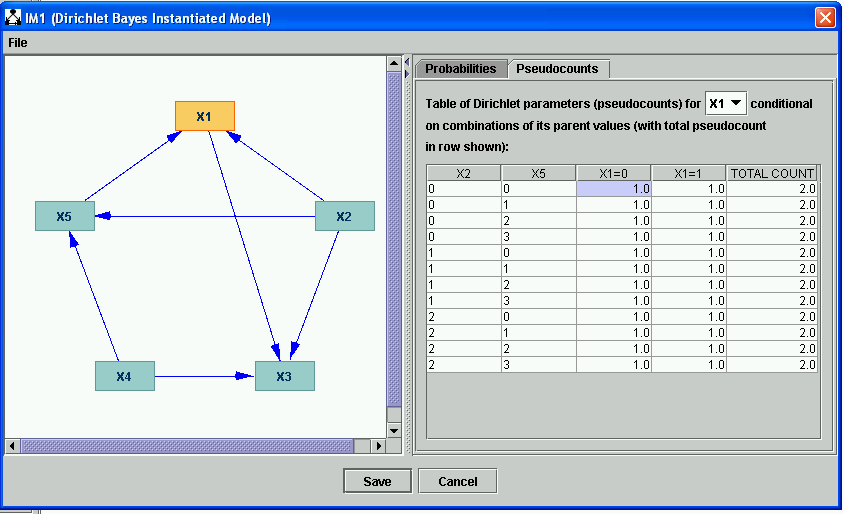 IM1 (Dirichlet Bayes Instantiated Model)
File
X1
X5
X2
X4
X3
Probabilities
Pseudocounts
Table of Dirichlet parameters (pseudocounts) for X1 conditional
on combinations of its parent values (with total pseudocount
in row shown):
X2 X5 X1=0 X1=1 TOTAL COUNT
0 0 1.0 1.0 2.0
0 1 1.0 1.0 2.0
0 2 1.0 1.0 2.0
0 3 1.0 1.0 2.0
1 0 1.0 1.0 2.0
1 1 1.0 1.0 2.0
1 2 1.0 1.0 2.0
1 3 1.0 1.0 2.0
2 0 1.0 1.0 2.0
2 1 1.0 1.0 2.0
2 2 1.0 1.0 2.0
2 3 1.0 1.0 2.0
Save
Cancel